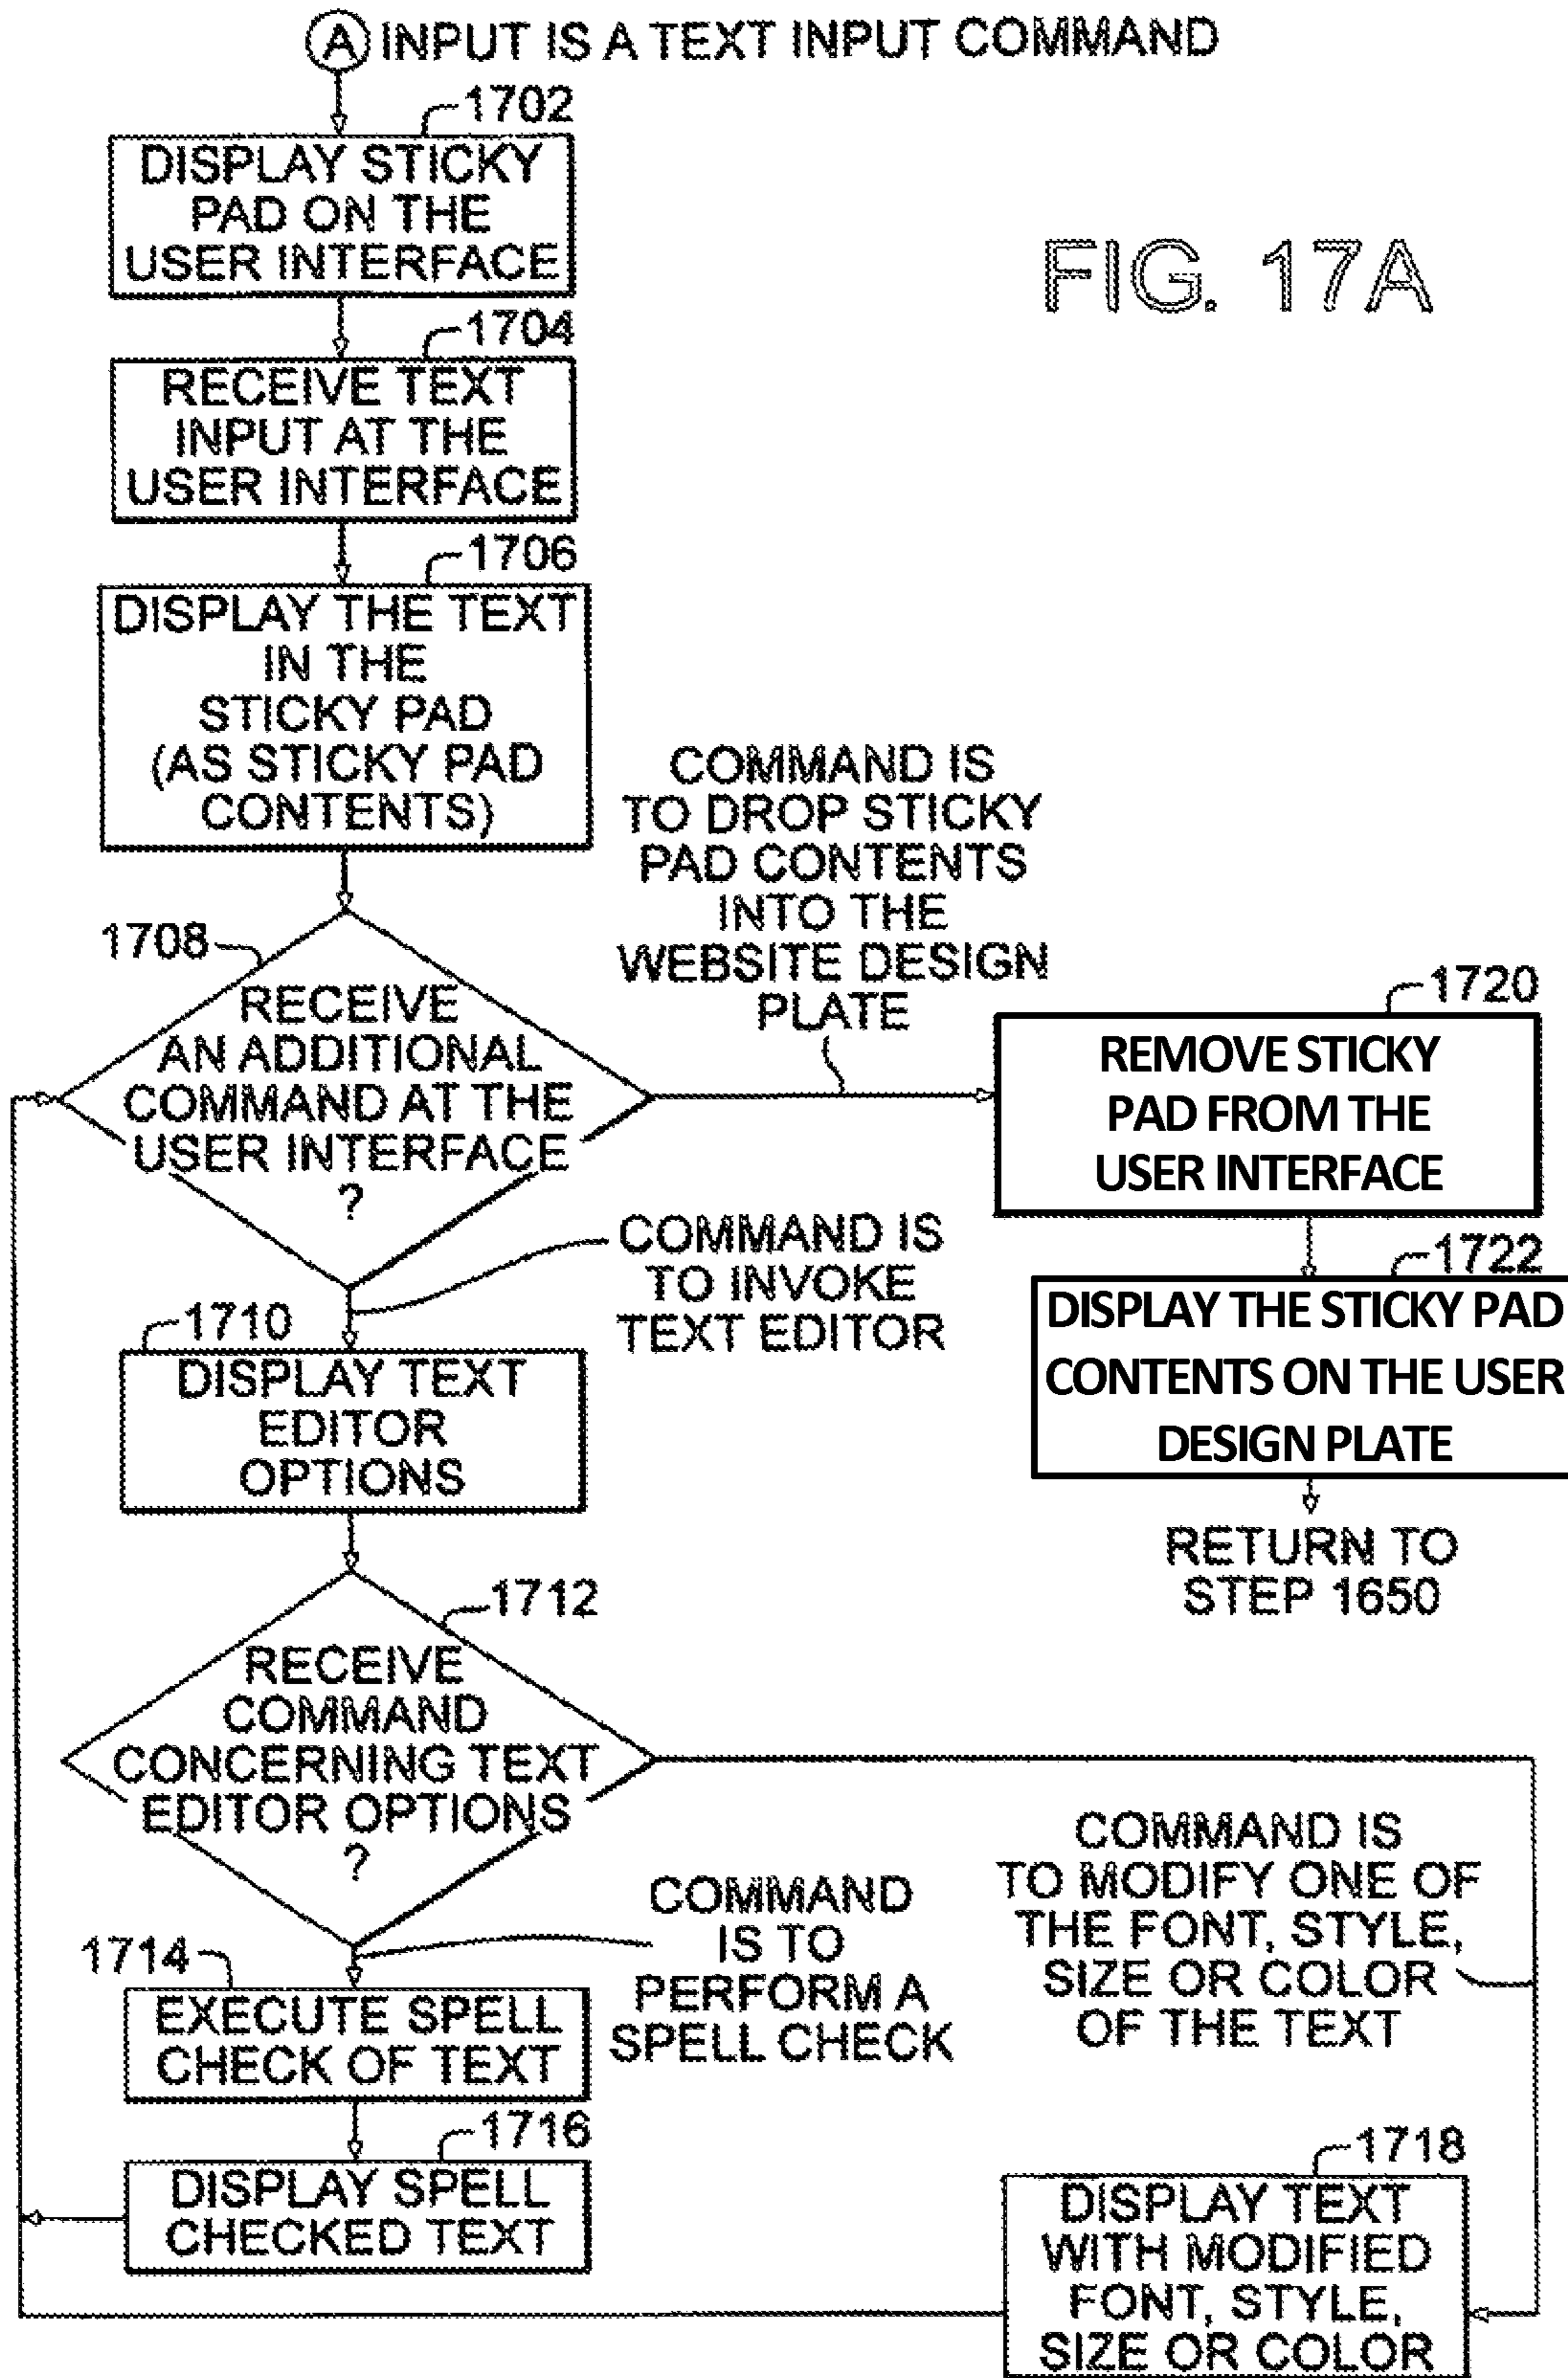 A INPUT IS A TEXT INPUT COMMAND
1702
DISPLAY STICKY
PAD ON THE
USER INTERFACE
FIG. 17A
1704
RECEIVE TEXT
INPUT AT THE
USER INTERFACE
1706
DISPLAY THE TEXT
IN THE
STICKY PAD
(AS STICKY PAD
CONTENTS)
COMMAND IS
TO DROP STICKY
PAD CONTENTS
INTO THE
WEBSITE DESIGN
PLATE
1708
RECEIVE
AN ADDITIONAL
COMMAND AT THE
USER INTERFACE
?
1720
REMOVE STICKY
PAD FROM THE
USER INTERFACE
COMMAND IS
TO INVOKE
TEXT EDITOR
1722
DISPLAY THE STICKY PAD
CONTENTS ON THE USER
DESIGN PLATE
RETURN TO
STEP 1650
1710
DISPLAY TEXT
EDITOR
OPTIONS
1712
RECEIVE
COMMAND
CONCERNING TEXT
EDITOR OPTIONS
?
COMMAND
IS TO
PERFORM A
SPELL CHECK
COMMAND IS
TO MODIFY ONE OF
THE FONT, STYLE,
SIZE OR COLOR
OF THE TEXT
1714
EXECUTE SPELL
CHECK OF TEXT
1716
DISPLAY SPELL
CHECKED TEXT
1718
DISPLAY TEXT
WITH MODIFIED
FONT, STYLE,
SIZE OR COLOR